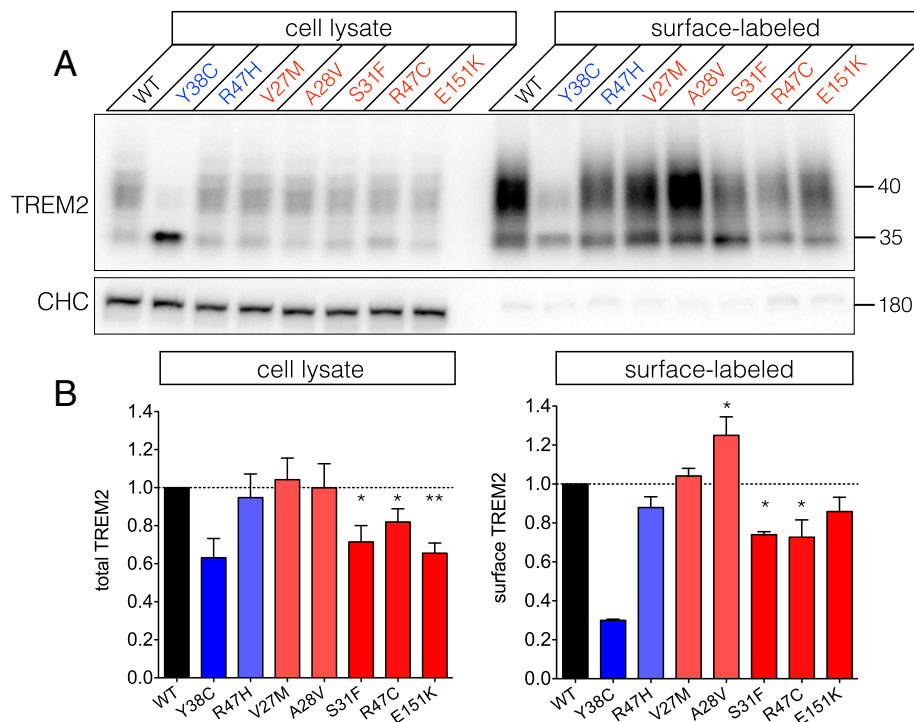 cell lysate
surface-labeled
A
WT Y38C R47H V27M A28V S31F R47C E151K
WT Y38C R47H V27M A28V S31F R47C E151K
TREM2
40
35
CHC
180
B
cell lysate
surface-labeled
total TREM2
1.4
1.2
1.0
0.8
0.6
0.4
0.2
0.0
* * **
WT Y38C R47H V27M A28V S31F R47C E151K
surface TREM2
1.4
1.2
1.0
0.8
0.6
0.4
0.2
0.0
* * *
WT Y38C R47H V27M A28V S31F R47C E151K